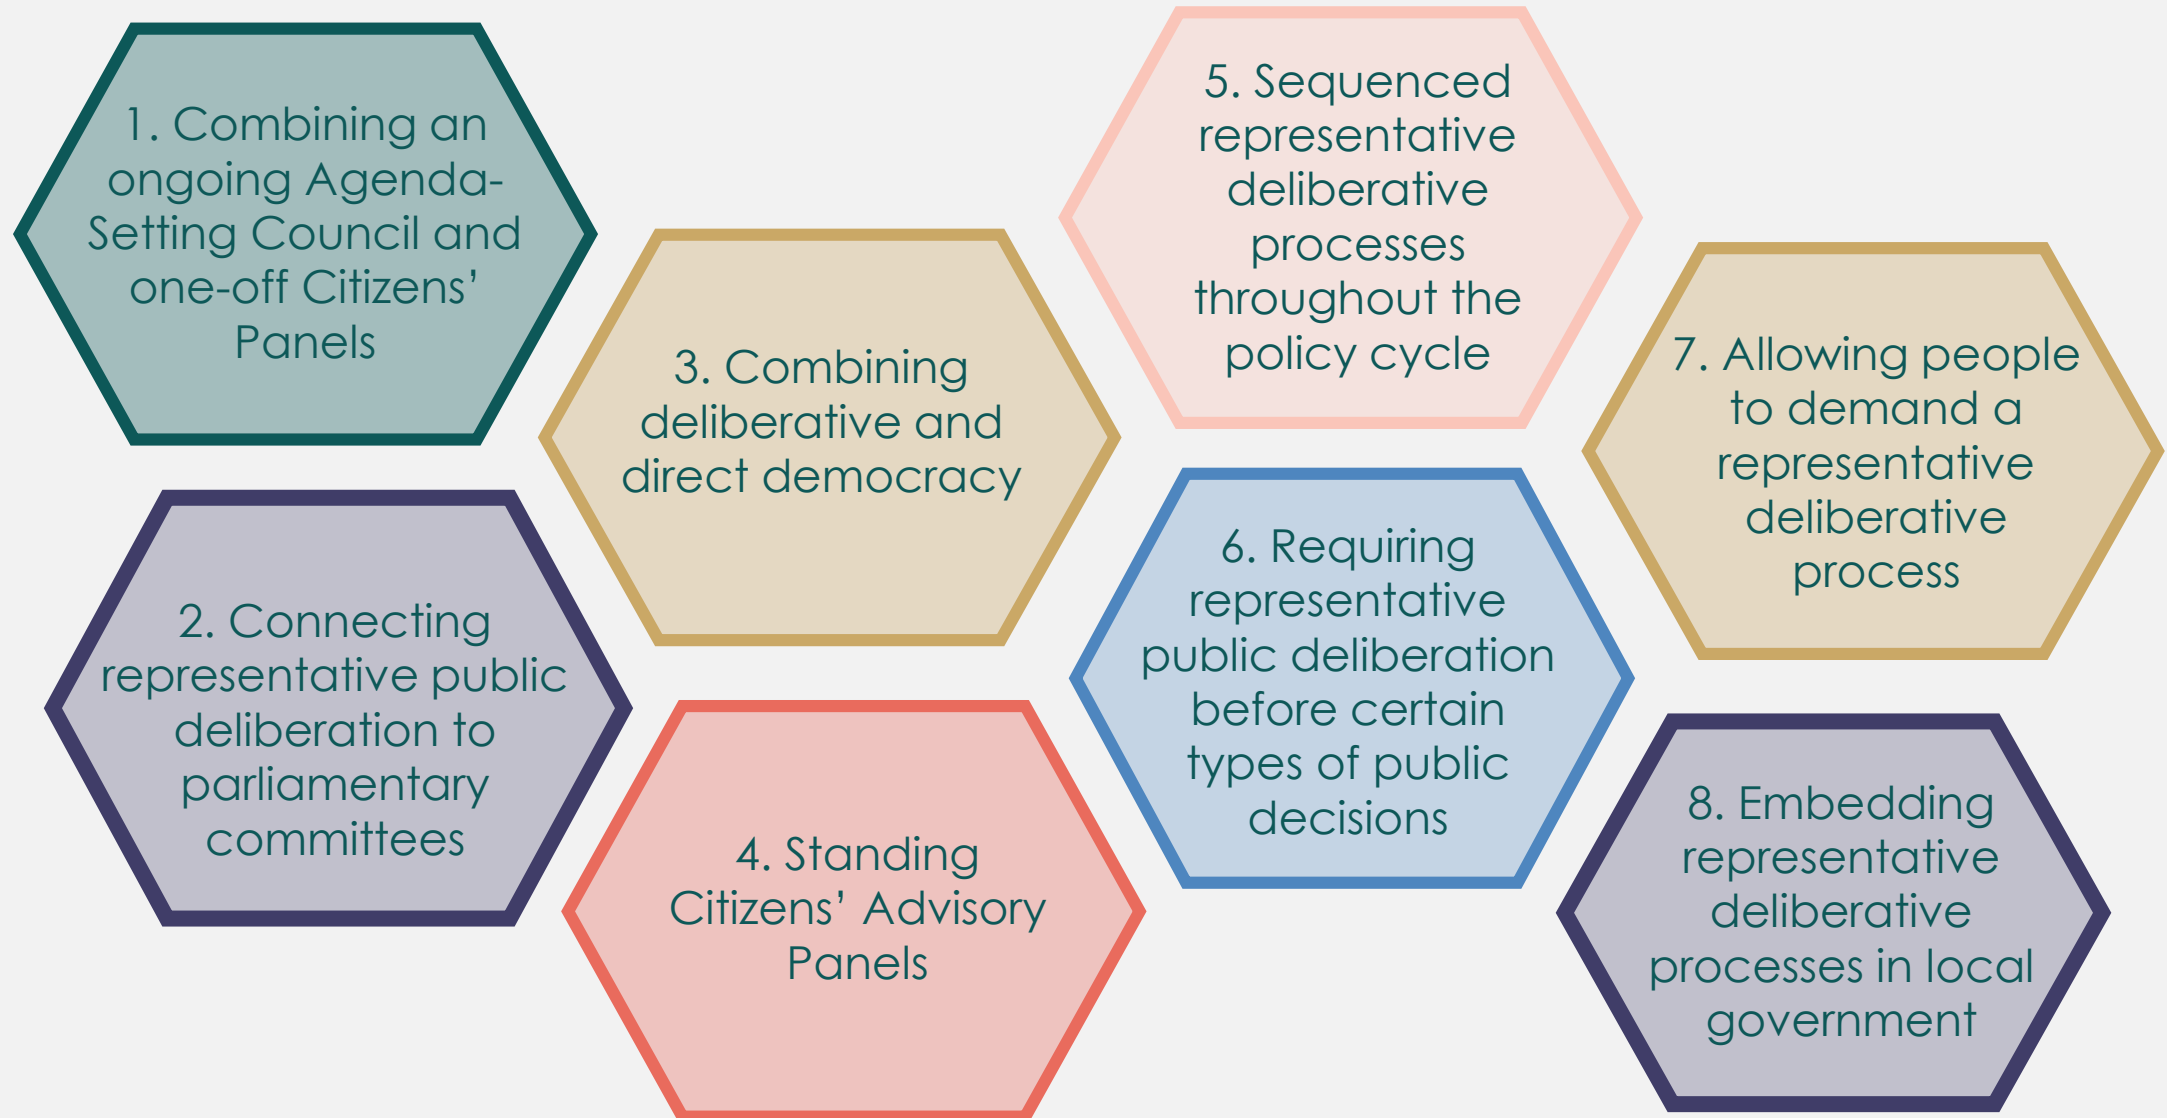 1. Combining an
ongoing Agenda-
Setting Council and
one-off Citizens’
Panels
2. Connecting
representative public
deliberation to
parliamentary
committees
3. Combining
deliberative and
direct democracy
4. Standing
Citizens’ Advisory
Panels
5. Sequenced
representative
deliberative
processes
throughout the
policy cycle
6. Requiring
representative
public deliberation
before certain
types of public
decisions
7. Allowing people
to demand a
representative
deliberative
process
8. Embedding
representative
deliberative
processes in local
government